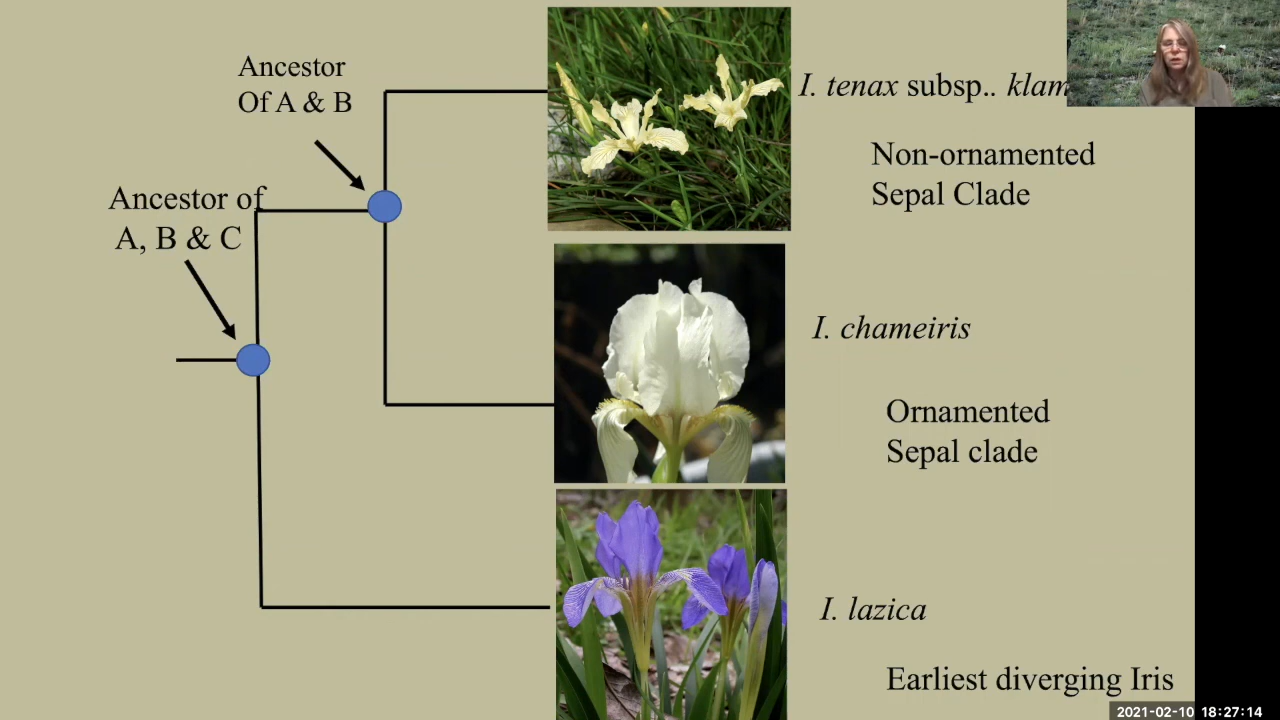 Ancestor
Of A & B
Ancestor of
A, B & C
I. tenax subsp.. klam
Non-ornamented
Sepal Clade
I. chameiris
Ornamented
Sepal clade
I. lazica
Earliest diverging Iris
2021-02-10 18:27:14